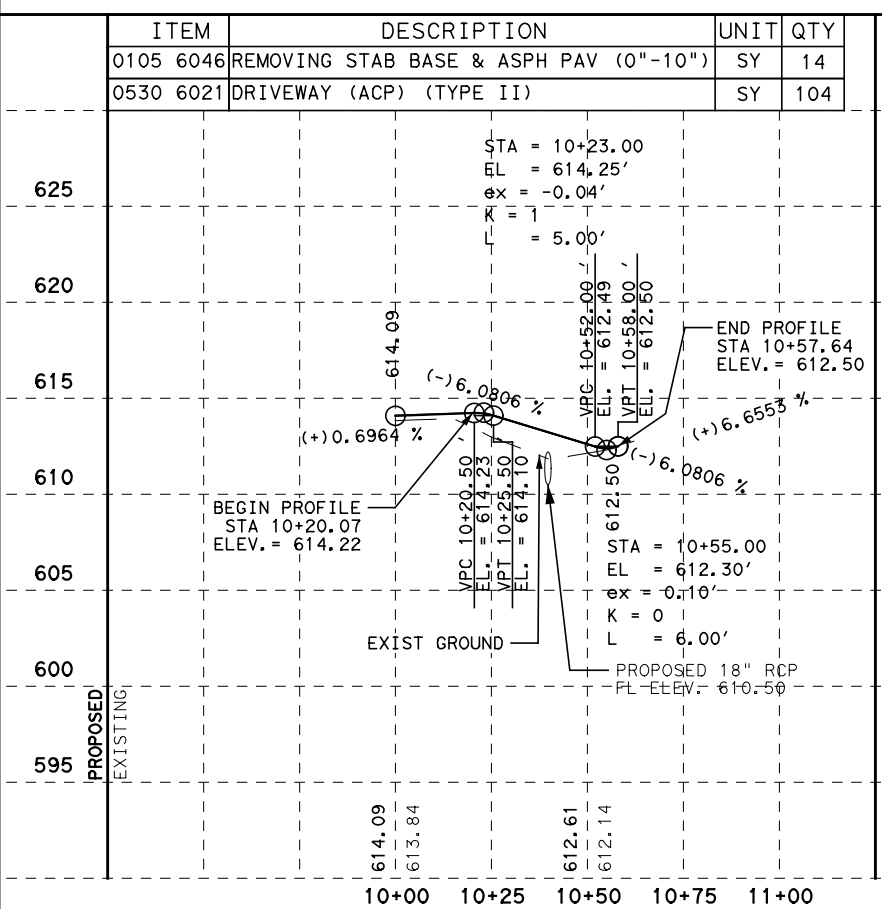 ITEM DESCRIPTION UNIT QTY
0105 6046 REMOVING STAB BASE & ASPH PAV (0"-10") SY 14
0530 6021 DRIVEWAY (ACP) (TYPE II) SY 104
STA = 10+23.00
EL = 614.25'
ex = -0.04'
K = 1
L = 5.00'
625
620
615
610
605
600
595
614.09
(-)6.0806 %
(+)0.6964 %
VPC 10+52.00'
EL. = 612.49
VPT 10+58.00'
EL. = 612.50
END PROFILE
STA 10+57.64
ELEV.= 612.50
(+)6.6553 %
(-)6.0806 %
612.50
BEGIN PROFILE
STA 10+20.07
ELEV.= 614.22
VPC 10+20.50'
EL. = 614.23
VPT 10+25.50'
EL. = 614.10
STA = 10+55.00
EL = 612.30'
ex = 0.10'
K = 0
L = 6.00'
EXIST GROUND
PROPOSED 18" RCP
FL ELEV. 610.50
PROPOSED
EXISTING
614.09
613.84
612.61
612.14
10+00 10+25 10+50 10+75 11+00